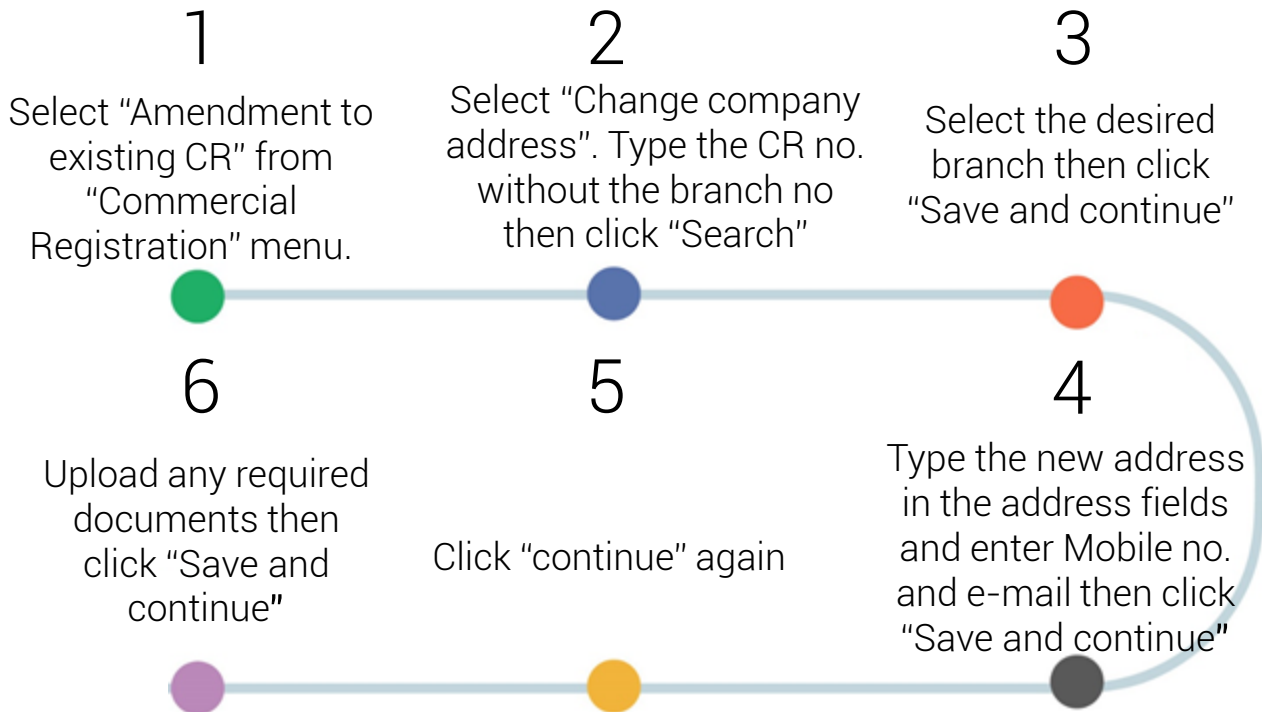 1
Select “Amendment to
existing CR” from
“Commercial
Registration” menu.
2
Select “Change company
address”. Type the CR no.
without the branch no
then click “Search”
3
Select the desired
branch then click
“Save and continue”
4
Type the new address
in the address fields
and enter Mobile no.
and e-mail then click
“Save and continue”
5
Click “continue” again
6
Upload any required
documents then
click “Save and
continue”